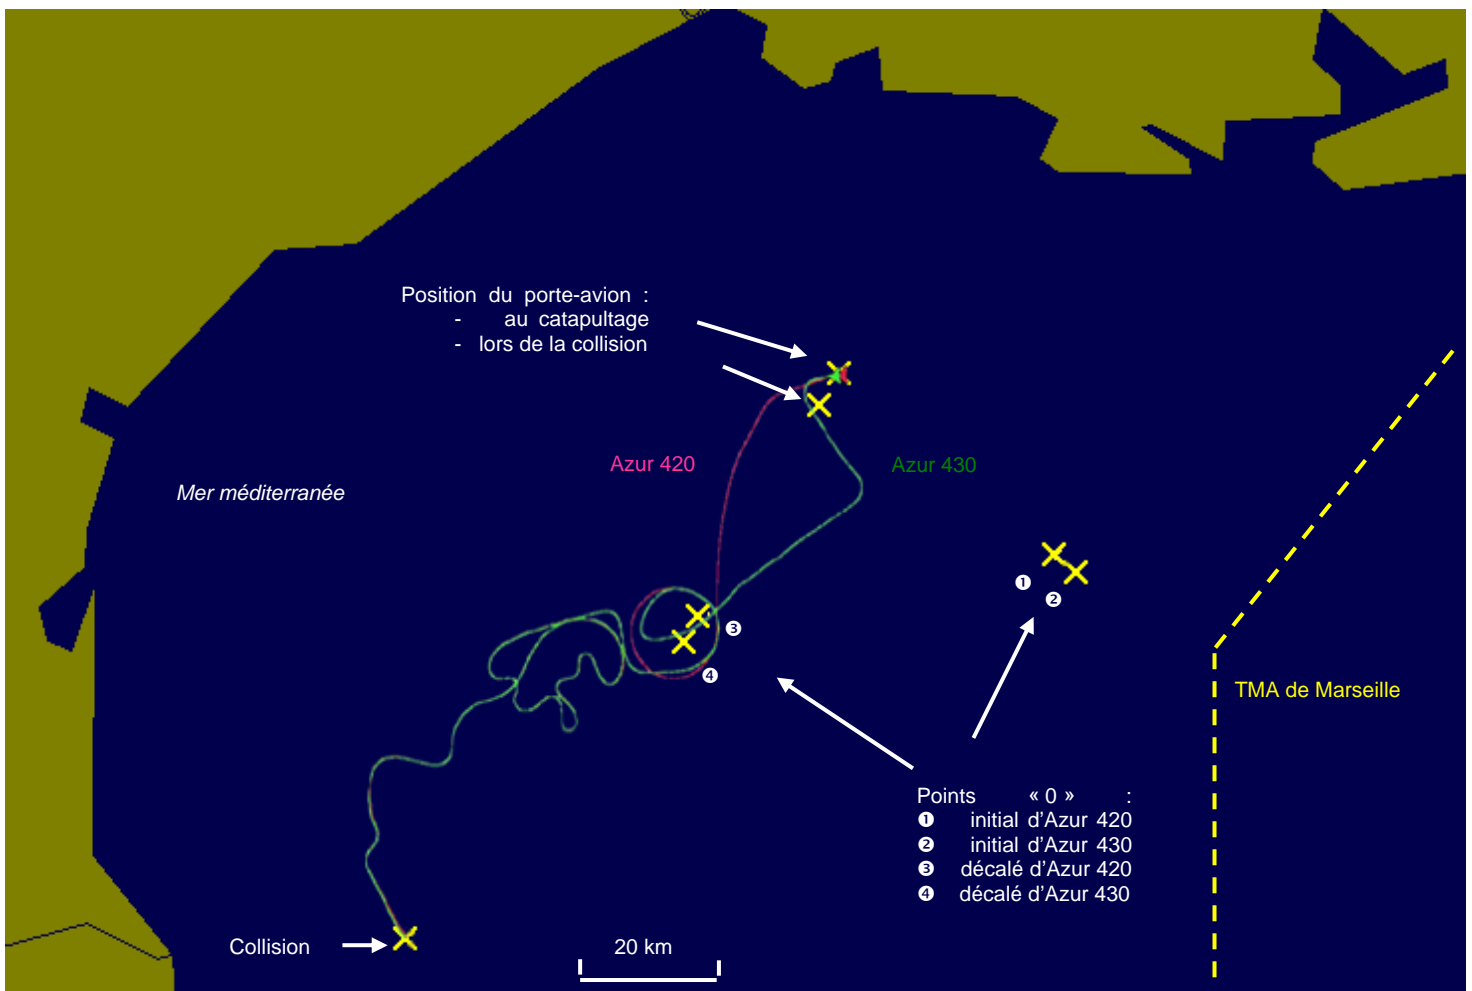 Position du porte-avion :
- au catapultage
- lors de la collision
Azur 420
Azur 430
Mer méditerranée
❶
❷
❸
❹
TMA de Marseille
Points « 0 » :
❶ initial d'Azur 420
❷ initial d'Azur 430
❸ décalé d'Azur 420
❹ décalé d'Azur 430
Collision
20 km